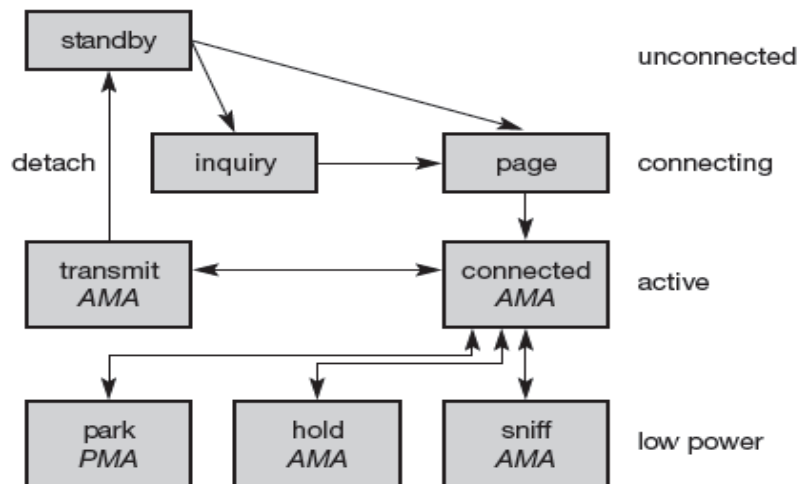 standby
unconnected
detach
inquiry
page
connecting
transmit
AMA
connected
AMA
active
park
PMA
hold
AMA
sniff
AMA
low power